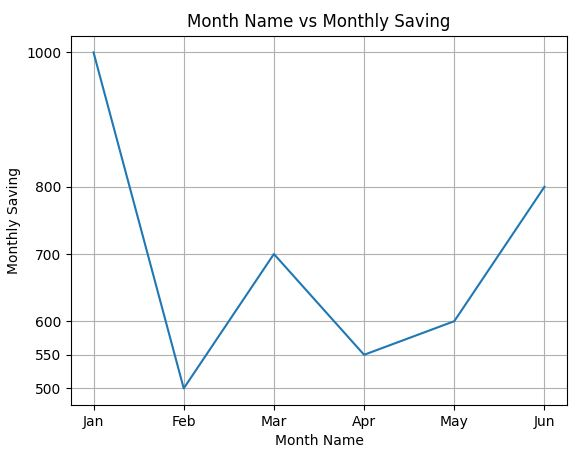 Month Name vs Monthly Saving
1000
800
700
600
550
500
Monthly Saving
Jan Feb Mar Apr May Jun
Month Name